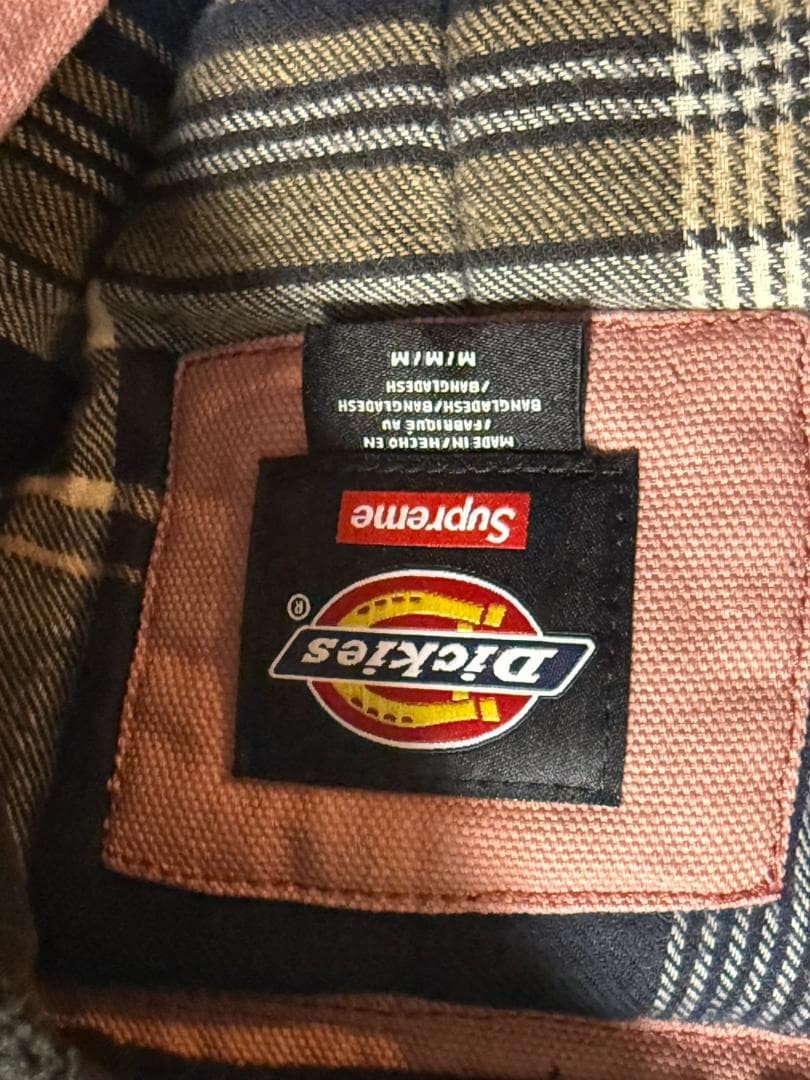 Dickies®
Supreme
MADE IN/HECHO EN
/FABRIQUÉ AU
BANGLADESH/BANGLADESH
/BANGLADESH
M/M/M